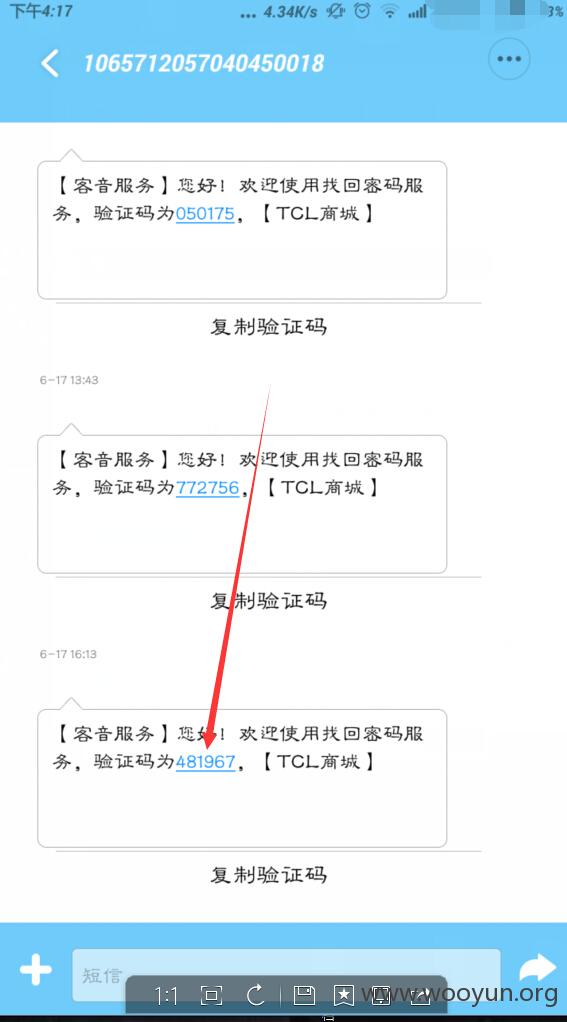 下午4:17
... 4.34K/s
3%
1065712057040450018
【客音服务】您好！欢迎使用找回密码服
务，验证码为050175，【TCL商城】
复制验证码
6-17 13:43
【客音服务】您好！欢迎使用找回密码服
务，验证码为772756，【TCL商城】
复制验证码
6-17 16:13
【客音服务】您好！欢迎使用找回密码服
务，验证码为481967，【TCL商城】
复制验证码
短信
1:1
www.wooyun.org